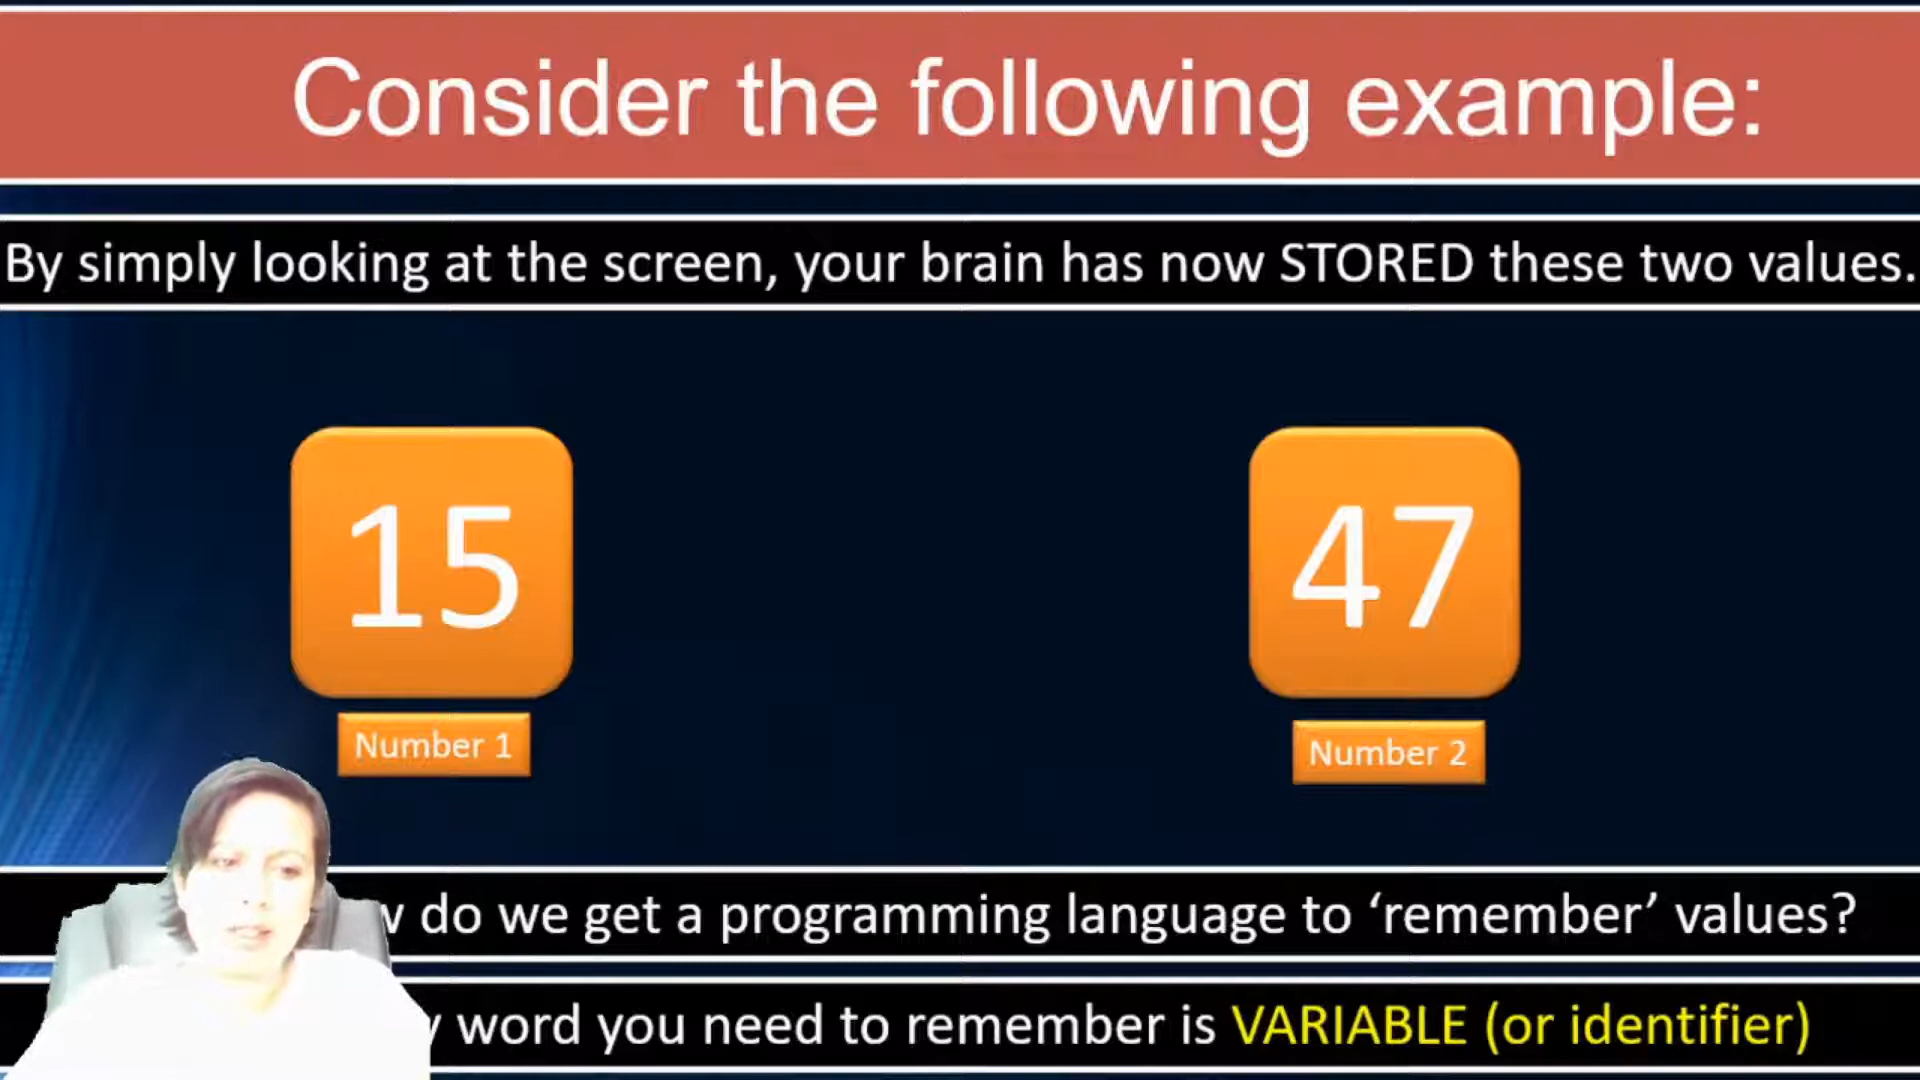 Consider the following example:
By simply looking at the screen, your brain has now STORED these two values.
15
47
Number 1
Number 2
do we get a programming language to ‘remember’ values?
word you need to remember is VARIABLE (or identifier)